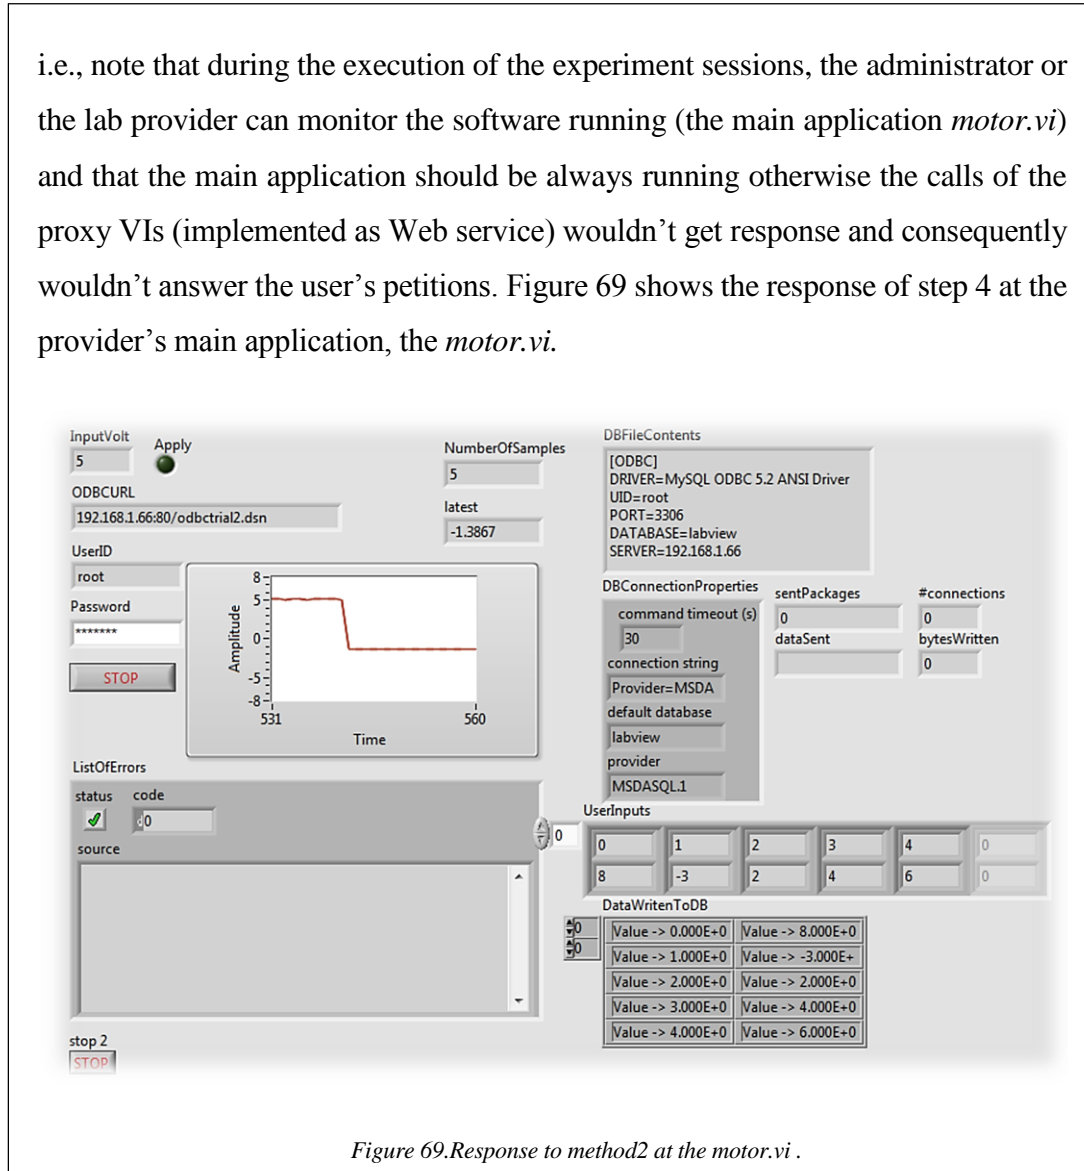 i.e., note that during the execution of the experiment sessions, the administrator or
the lab provider can monitor the software running (the main application motor.vi)
and that the main application should be always running otherwise the calls of the
proxy VIs (implemented as Web service) wouldn’t get response and consequently
wouldn’t answer the user’s petitions. Figure 69 shows the response of step 4 at the
provider’s main application, the motor.vi.
InputVolt
5
Apply
ODBCURL
192.168.1.66:80/odbctrial2.dsn
UserID
root
Password
*******
STOP
NumberOfSamples
5
latest
-1.3867
8
5
0
-5
-8
Amplitude
531
560
Time
DBFileContents
[ODBC]
DRIVER=MySQL ODBC 5.2 ANSI Driver
UID=root
PORT=3306
DATABASE=labview
SERVER=192.168.1.66
DBConnectionProperties
command timeout (s)
30
connection string
Provider=MSDA
default database
labview
provider
MSDASQL.1
sentPackages
0
dataSent
#connections
0
bytesWritten
0
ListOfErrors
status
code
d0
source
stop 2
STOP
UserInputs
0
0 1 2 3 4 0
8 -3 2 4 6 0
DataWritenToDB
0
0
Value -> 0.000E+0 Value -> 8.000E+0
Value -> 1.000E+0 Value -> -3.000E+
Value -> 2.000E+0 Value -> 2.000E+0
Value -> 3.000E+0 Value -> 4.000E+0
Value -> 4.000E+0 Value -> 6.000E+0
Figure 69.Response to method2 at the motor.vi .